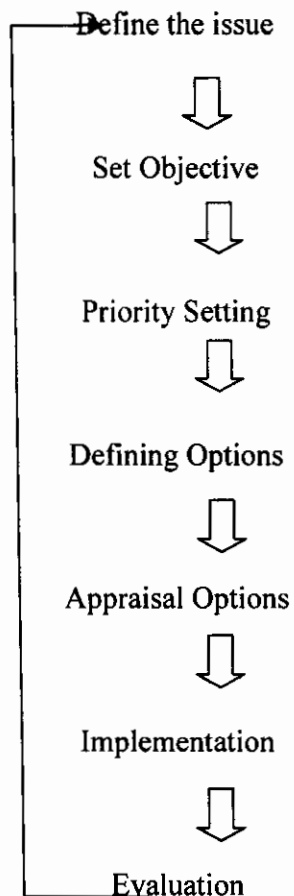 Define the issue
Set Objective
Priority Setting
Defining Options
Appraisal Options
Implementation
Evaluation